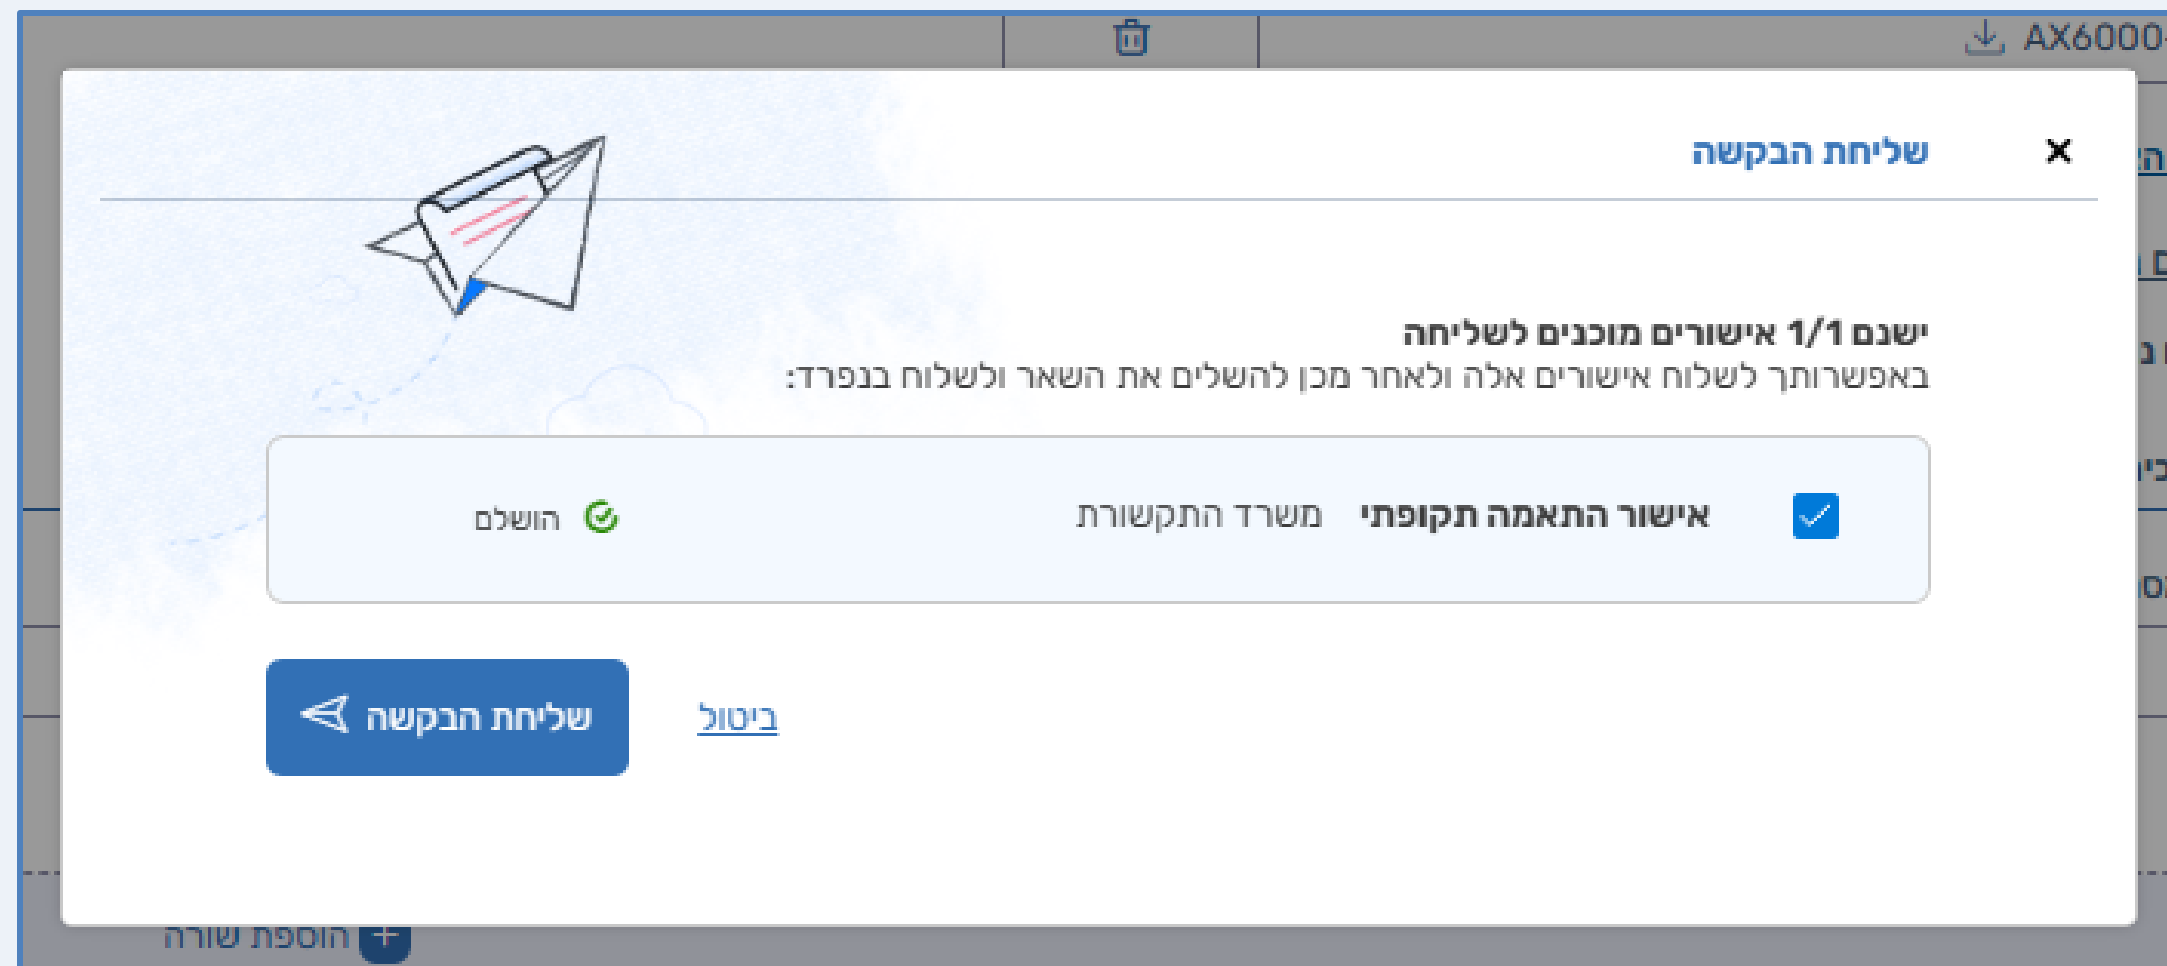 AX6000-
שליחת הבקשה
ישנם 1/1 אישורים מוכנים לשליחה
באפשרותך לשלוח אישורים אלה ולאחר מכן להשלים את השאר ולשלוח בנפרד:
אישור התאמה תקופתי משרד התקשורת הושלם
ביטול שליחת הבקשה
הוספת שורה